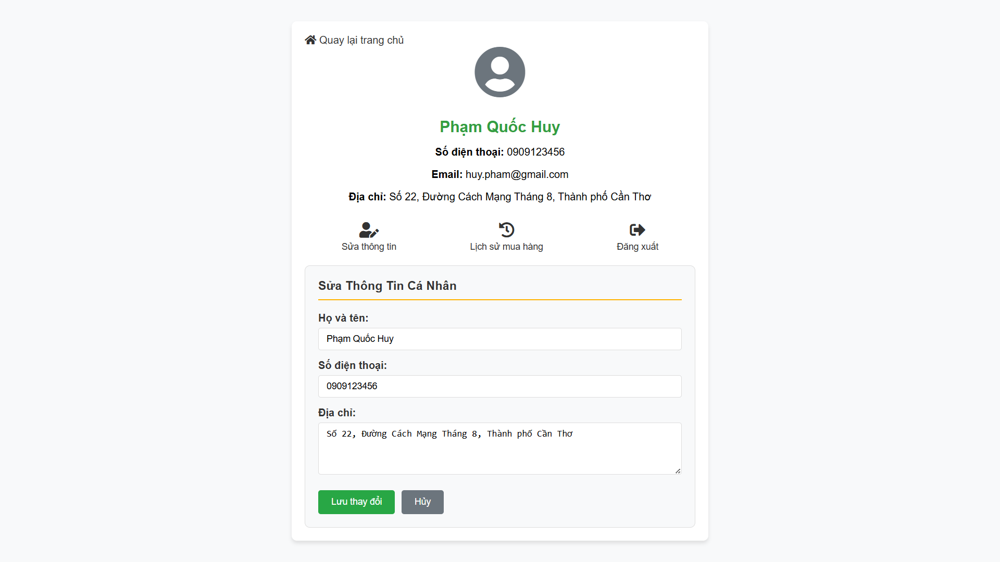 Quay lại trang chủ
Phạm Quốc Huy
Số điện thoại: 0909123456
Email: huy.pham@gmail.com
Địa chỉ: Số 22, Đường Cách Mạng Tháng 8, Thành phố Cần Thơ
Sửa thông tin
Lịch sử mua hàng
Đăng xuất
Sửa Thông Tin Cá Nhân
Họ và tên:
Phạm Quốc Huy
Số điện thoại:
0909123456
Địa chỉ:
Số 22, Đường Cách Mạng Tháng 8, Thành phố Cần Thơ
Lưu thay đổi
Hủy